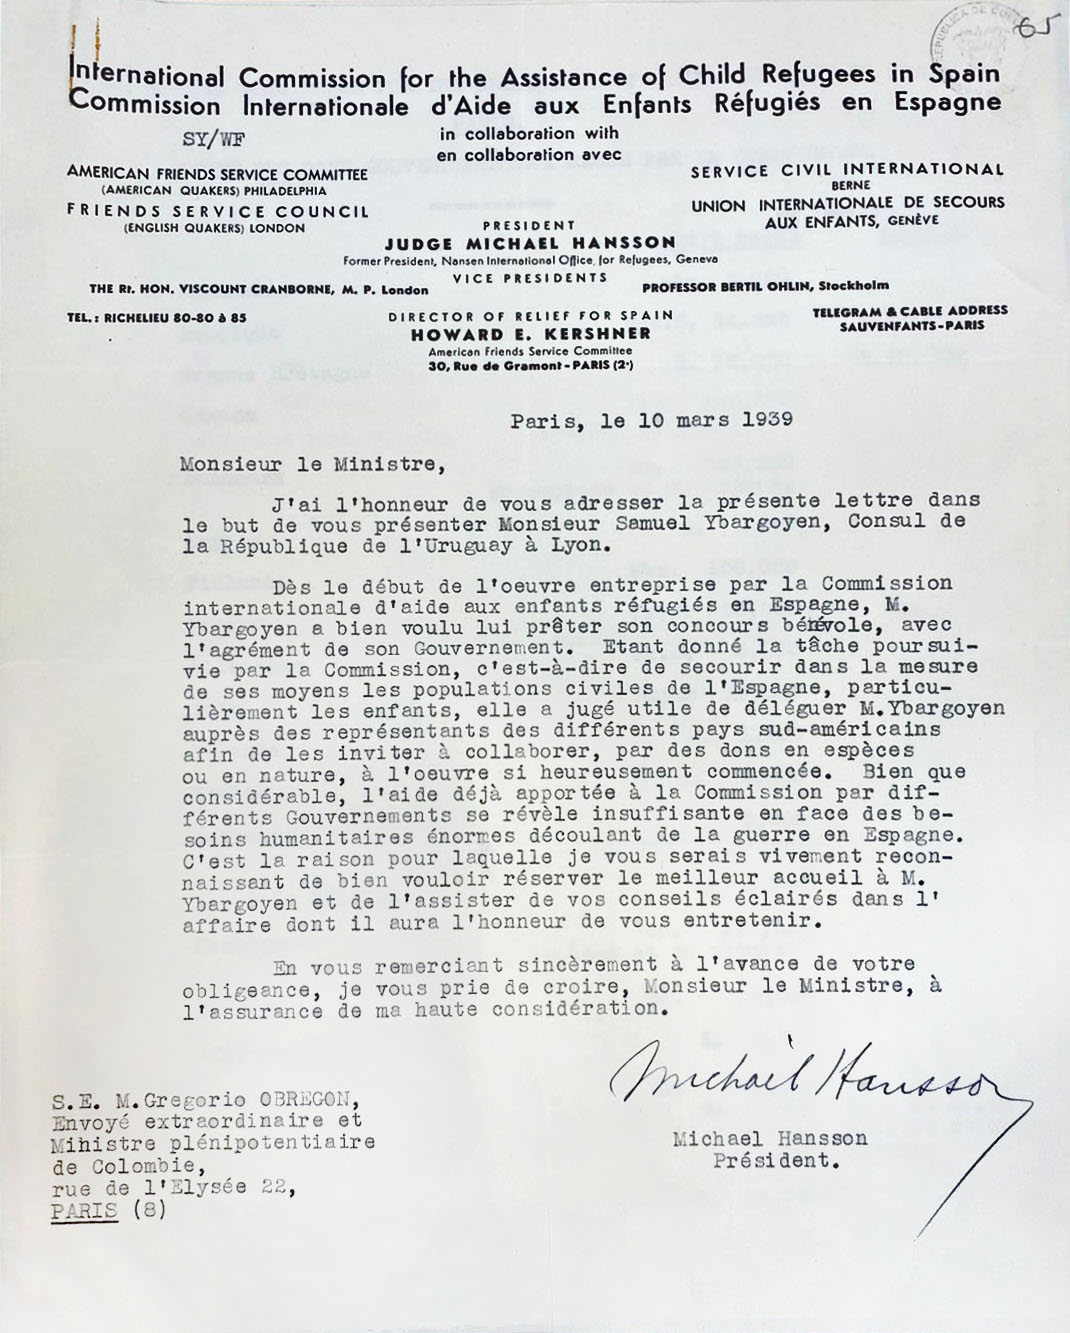 65
International Commission for the Assistance of Child Refugees in Spain
Commission Internationale d'Aide aux Enfants Réfugiés en Espagne
SY/WF
in collaboration with
en collaboration avec
AMERICAN FRIENDS SERVICE COMMITTEE
(AMERICAN QUAKERS) PHILADELPHIA
FRIENDS SERVICE COUNCIL
(ENGLISH QUAKERS) LONDON
SERVICE CIVIL INTERNATIONAL
BERNE
UNION INTERNATIONALE DE SECOURS
AUX ENFANTS, GENÈVE
PRESIDENT
JUDGE MICHAEL HANSSON
Former President, Nansen International Office, for Refugees, Geneva
VICE PRESIDENTS
THE Rt. HON. VISCOUNT CRANBORNE, M. P. London
PROFESSOR BERTIL OHLIN, Stockholm
TEL.: RICHELIEU 80-80 à 85
DIRECTOR OF RELIEF FOR SPAIN
HOWARD E. KERSHNER
American Friends Service Committee
30, Rue de Gramont - PARIS (2e)
TELEGRAM & CABLE ADDRESS
SAUVENFANTS-PARIS
Paris, le 10 mars 1939
Monsieur le Ministre,
J'ai l'honneur de vous adresser la présente lettre dans
le but de vous présenter Monsieur Samuel Ybargoyen, Consul de
la République de l'Uruguay à Lyon.
Dès le début de l'oeuvre entreprise par la Commission
internationale d'aide aux enfants réfugiés en Espagne, M.
Ybargoyen a bien voulu lui prêter son concours bénévole, avec
l'agrément de son Gouvernement. Etant donné la tâche poursui-
vie par la Commission, c'est-à-dire de secourir dans la mesure
de ses moyens les populations civiles de l'Espagne, particu-
lièrement les enfants, elle a jugé utile de déléguer M.Ybargoyen
auprès des représentants des différents pays sud-américains
afin de les inviter à collaborer, par des dons en espèces
ou en nature, à l'oeuvre si heureusement commencée. Bien que
considérable, l'aide déjà apportée à la Commission par dif-
férents Gouvernements se révèle insuffisante en face des be-
soins humanitaires énormes découlant de la guerre en Espagne.
C'est la raison pour laquelle je vous serais vivement recon-
naissant de bien vouloir réserver le meilleur accueil à M.
Ybargoyen et de l'assister de vos conseils éclairés dans l'
affaire dont il aura l'honneur de vous entretenir.
En vous remerciant sincèrement à l'avance de votre
obligeance, je vous prie de croire, Monsieur le Ministre, à
l'assurance de ma haute considération.
Michael Hansson
Michael Hansson
Président.
S.E. M.Gregorio OBREGON,
Envoyé extraordinaire et
Ministre plénipotentiaire
de Colombie,
rue de l'Elysée 22,
PARIS (8)